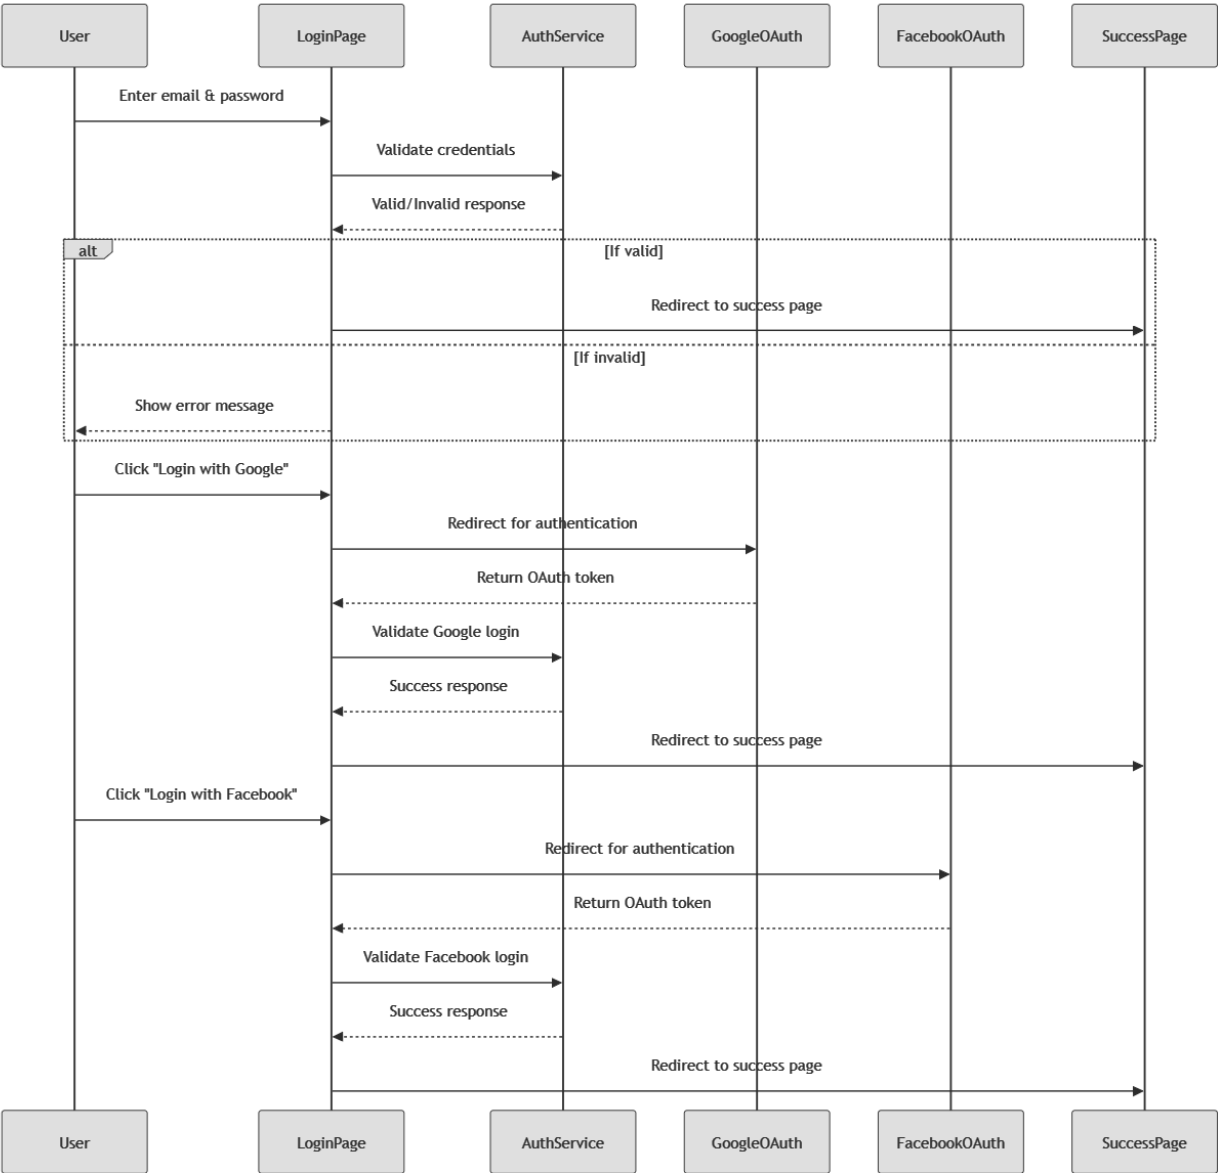 User
LoginPage
AuthService
GoogleOAuth
FacebookOAuth
SuccessPage
Enter email & password
Validate credentials
Valid/Invalid response
alt
[If valid]
Redirect to success page
[If invalid]
Show error message
Click "Login with Google"
Redirect for authentication
Return OAuth token
Validate Google login
Success response
Redirect to success page
Click "Login with Facebook"
Redirect for authentication
Return OAuth token
Validate Facebook login
Success response
Redirect to success page
User
LoginPage
AuthService
GoogleOAuth
FacebookOAuth
SuccessPage